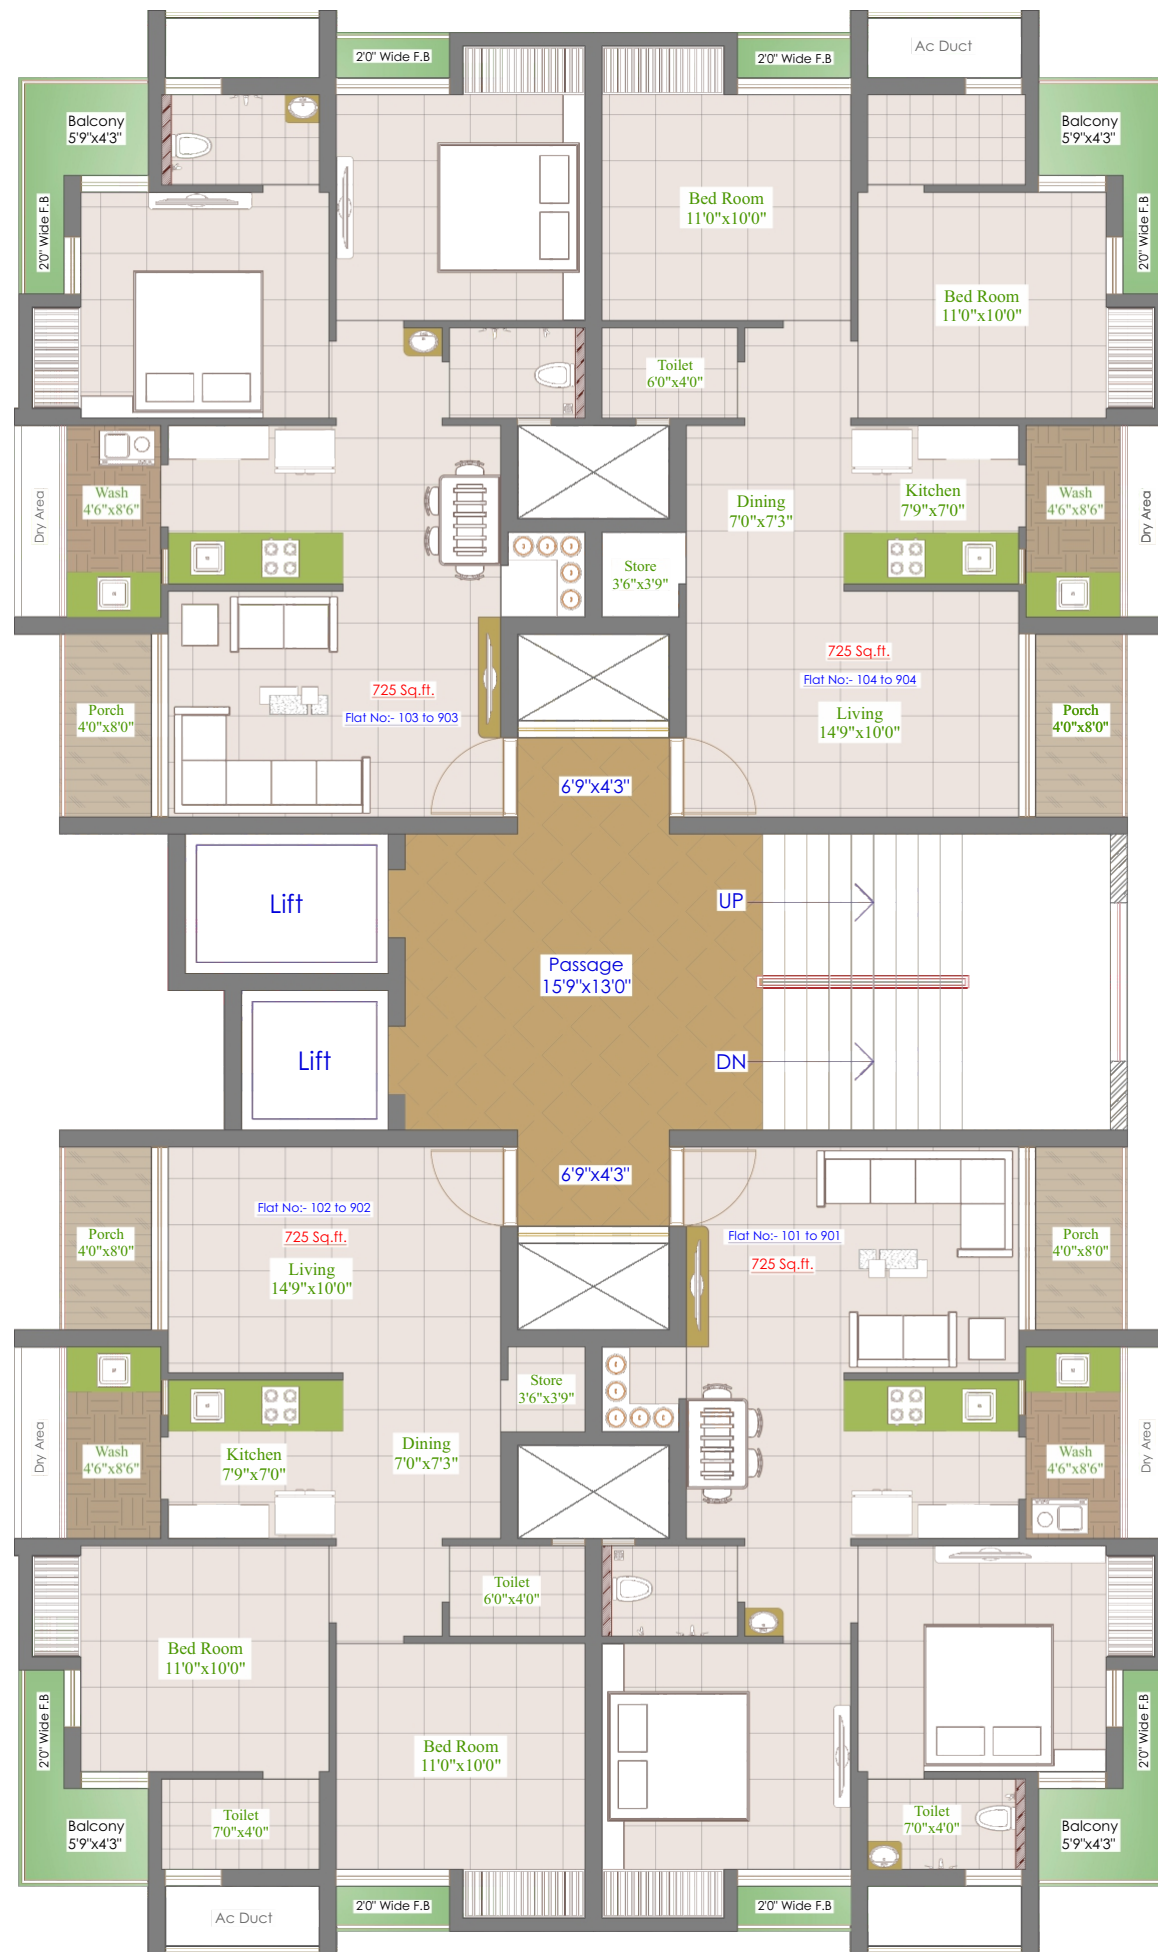 2'0" Wide F.B
2'0" Wide F.B
Ac Duct
Balcony
5'9"x4'3"
Balcony
5'9"x4'3"
2'0" Wide F.B
Bed Room
11'0"x10'0"
2'0" Wide F.B
Bed Room
11'0"x10'0"
Toilet
6'0"x4'0"
Dry Area
Wash
4'6"x8'6"
Dining
7'0"x7'3"
Kitchen
7'9"x7'0"
Wash
4'6"x8'6"
Dry Area
Store
3'6"x3'9"
725 Sq.ft.
Flat No:- 103 to 903
725 Sq.ft.
Flat No:- 104 to 904
Porch
4'0"x8'0"
Living
14'9"x10'0"
Porch
4'0"x8'0"
6'9"x4'3"
Lift
UP
Passage
15'9"x13'0"
Lift
DN
6'9"x4'3"
Flat No:- 102 to 902
725 Sq.ft.
Flat No:- 101 to 901
725 Sq.ft.
Porch
4'0"x8'0"
Living
14'9"x10'0"
Porch
4'0"x8'0"
Store
3'6"x3'9"
Dry Area
Wash
4'6"x8'6"
Kitchen
7'9"x7'0"
Dining
7'0"x7'3"
Wash
4'6"x8'6"
Dry Area
Toilet
6'0"x4'0"
Bed Room
11'0"x10'0"
2'0" Wide F.B
Bed Room
11'0"x10'0"
2'0" Wide F.B
Balcony
5'9"x4'3"
Toilet
7'0"x4'0"
Toilet
7'0"x4'0"
Balcony
5'9"x4'3"
Ac Duct
2'0" Wide F.B
2'0" Wide F.B